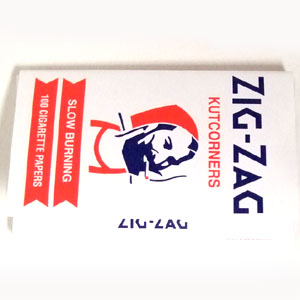 ZIG-ZAG
KUTCORNERS
SLOW BURNING
100 CIGARETTE PAPERS
ZIG-ZAG